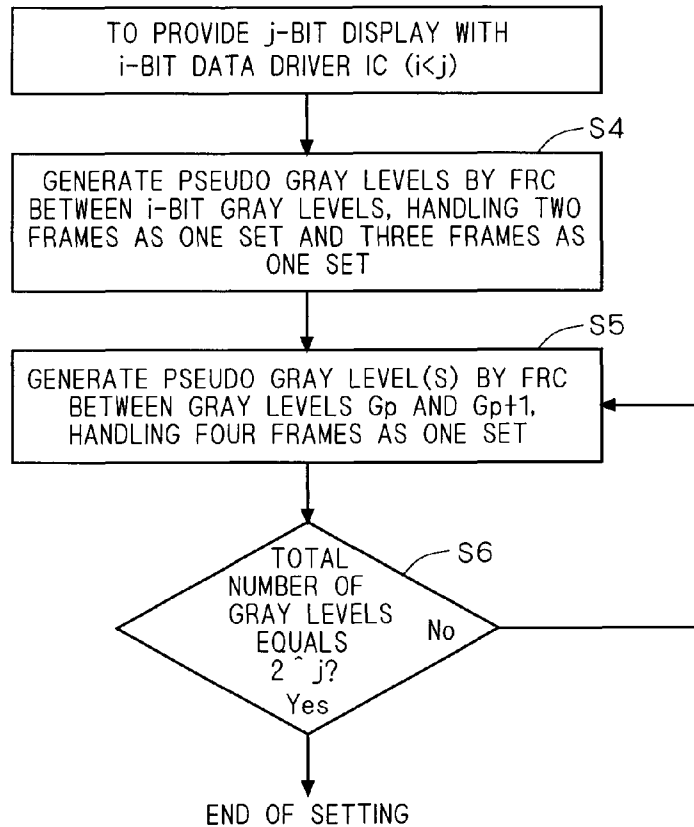 TO PROVIDE j-BIT DISPLAY WITH
i-BIT DATA DRIVER IC (i<j)
S4
GENERATE PSEUDO GRAY LEVELS BY FRC
BETWEEN i-BIT GRAY LEVELS, HANDLING TWO
FRAMES AS ONE SET AND THREE FRAMES AS
ONE SET
S5
GENERATE PSEUDO GRAY LEVEL(S) BY FRC
BETWEEN GRAY LEVELS Gp AND Gp+1,
HANDLING FOUR FRAMES AS ONE SET
S6
TOTAL
NUMBER OF
GRAY LEVELS
EQUALS
2 ^ j?
No
Yes
END OF SETTING